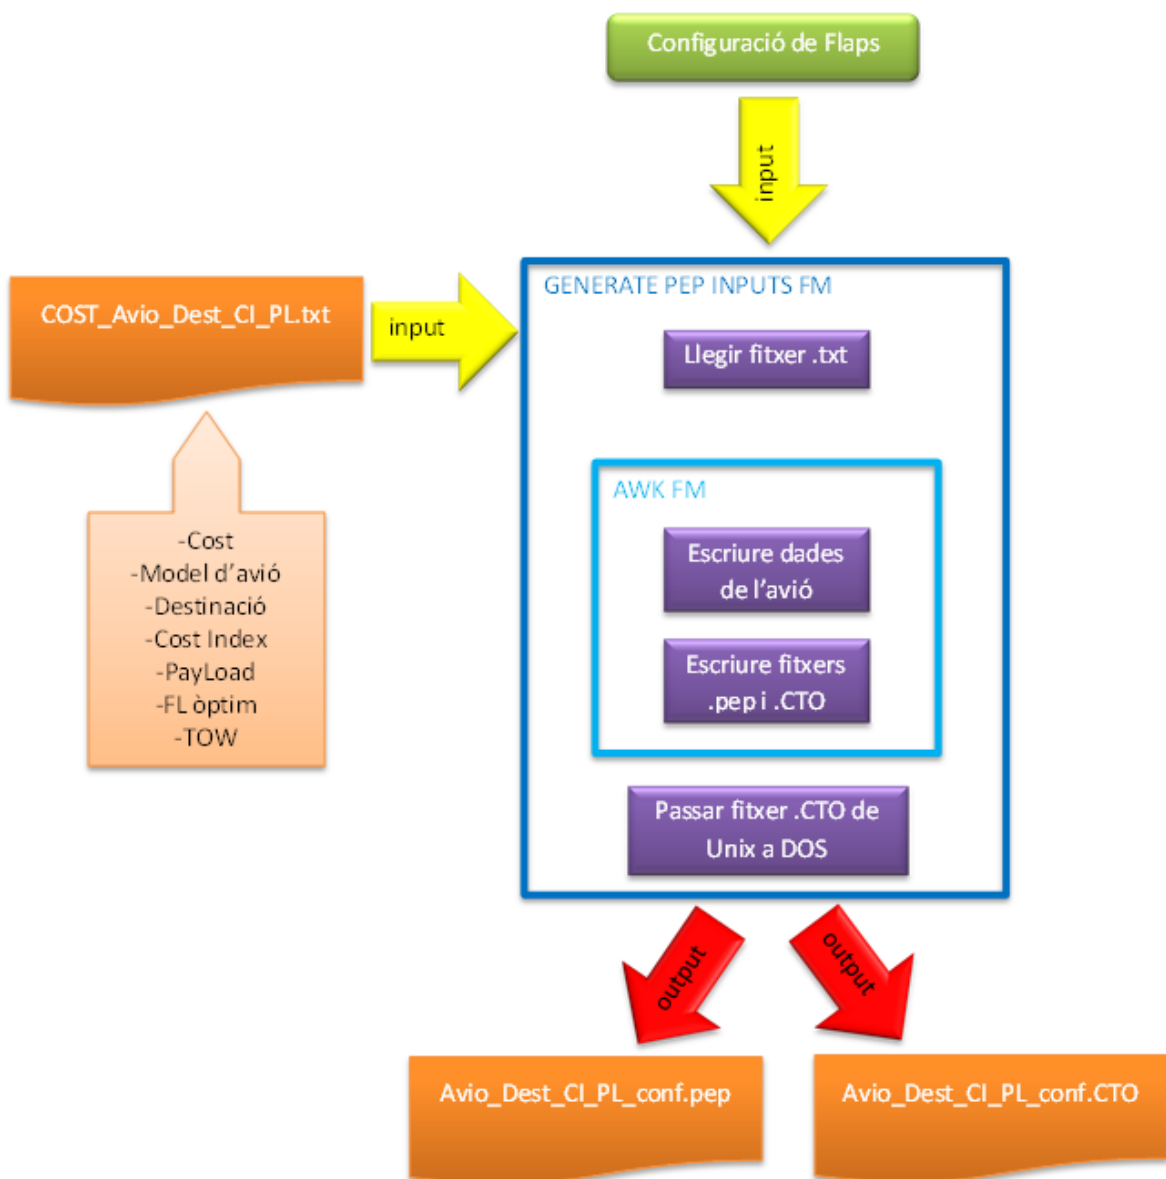 Configuració de Flaps
input
GENERATE PEP INPUTS FM
COST_Avio_Dest_CI_PL.txt
input
Llegir fitxer .txt
AWK FM
-Cost
-Model d'avió
-Destinació
-Cost Index
-PayLoad
-FL òptim
-TOW
Escriure dades
de l'avió
Escriure fitxers
.pep i .CTO
Passar fitxer .CTO de
Unix a DOS
output
output
Avio_Dest_CI_PL_conf.pep
Avio_Dest_CI_PL_conf.CTO